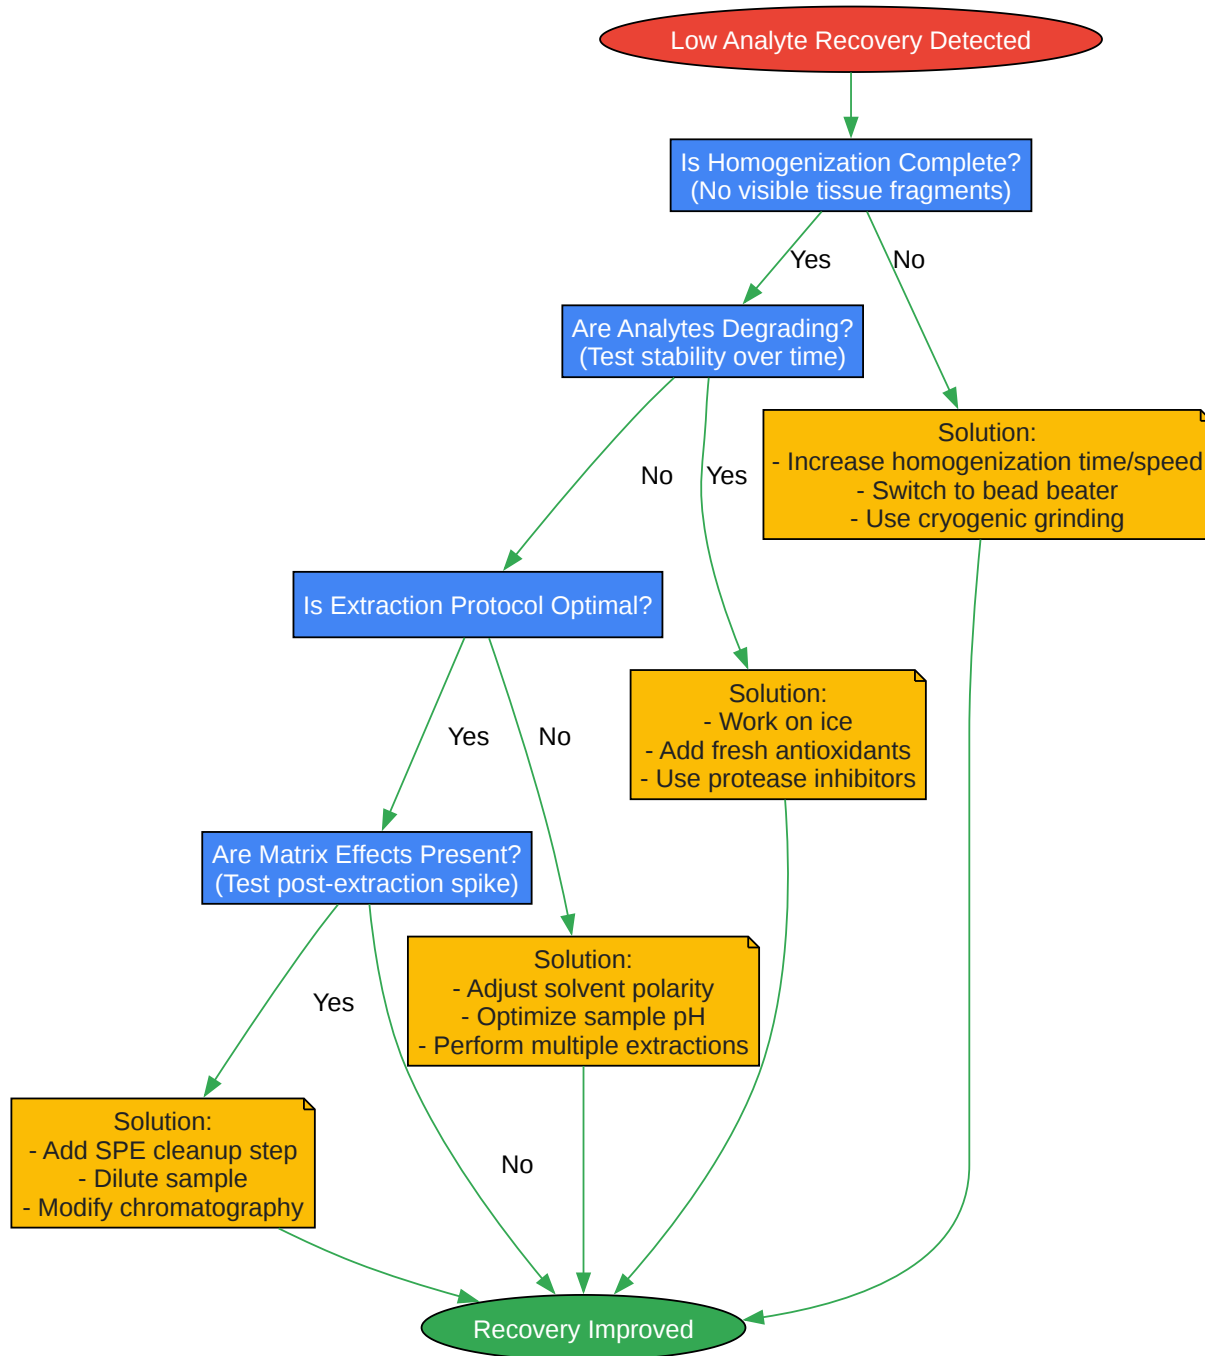 Low Analyte Recovery Detected
Is Homogenization Complete?
(No visible tissue fragments)
Yes
No
Are Analytes Degrading?
(Test stability over time)
Solution:
- Increase homogenization time/speed
- Switch to bead beater
- Use cryogenic grinding
No
Yes
Is Extraction Protocol Optimal?
Solution:
- Work on ice
- Add fresh antioxidants
- Use protease inhibitors
Yes
No
Are Matrix Effects Present?
(Test post-extraction spike)
Solution:
- Adjust solvent polarity
- Optimize sample pH
- Perform multiple extractions
Yes
No
Solution:
- Add SPE cleanup step
- Dilute sample
- Modify chromatography
Recovery Improved